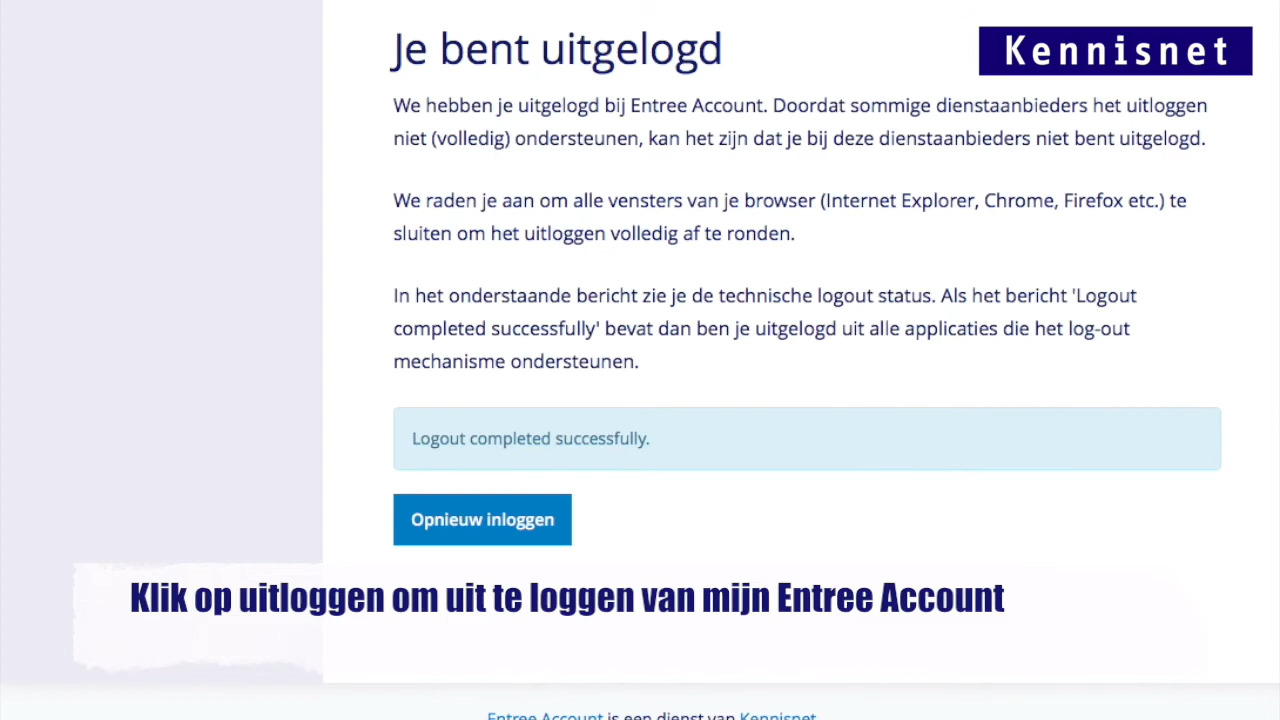 Je bent uitgelogd
Kennisnet
We hebben je uitgelogd bij Entree Account. Doordat sommige dienstaanbieders het uitloggen
niet (volledig) ondersteunen, kan het zijn dat je bij deze dienstaanbieders niet bent uitgelogd.
We raden je aan om alle vensters van je browser (Internet Explorer, Chrome, Firefox etc.) te
sluiten om het uitloggen volledig af te ronden.
In het onderstaande bericht zie je de technische logout status. Als het bericht 'Logout
completed successfully' bevat dan ben je uitgelogd uit alle applicaties die het log-out
mechanisme ondersteunen.
Logout completed successfully.
Opnieuw inloggen
Klik op uitloggen om uit te loggen van mijn Entree Account
Entree Account is een dienst van Kennisnet